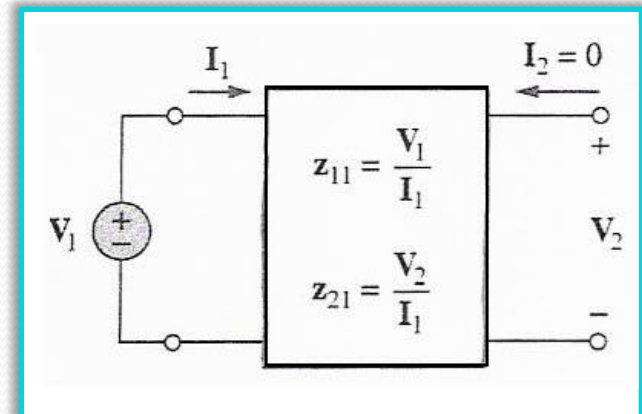 I₁
I₂ = 0
V₁
+
−
z₁₁ = V₁/I₁
z₂₁ = V₂/I₁
+
V₂
−